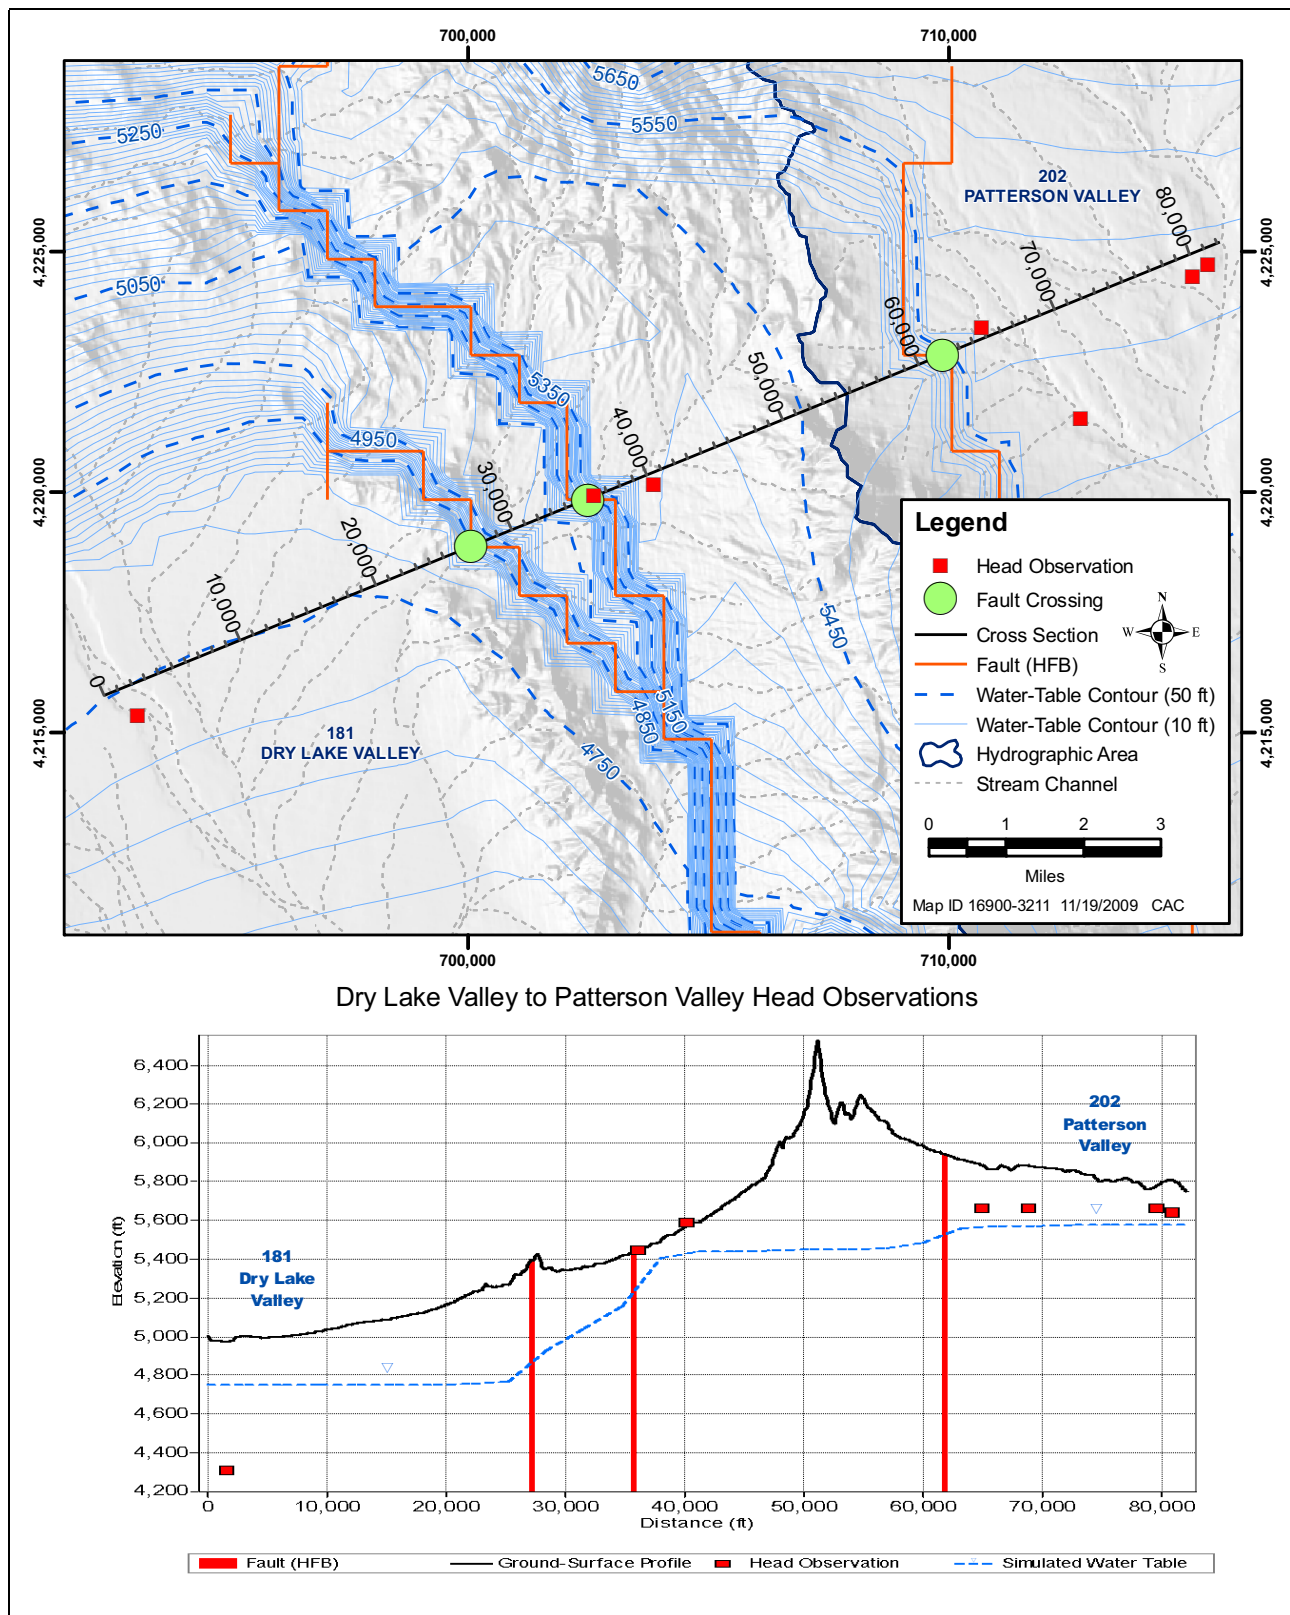 700,000
710,000
5650
5550
5250
202
PATTERSON VALLEY
80,000
4,225,000
4,225,000
70,000
5050
60,000
50,000
5350
40,000
4950
30,000
4,220,000
4,220,000
20,000
10,000
5450
0
5150
4850
4750
4,215,000
4,215,000
181
DRY LAKE VALLEY
Legend
Head Observation
Fault Crossing
Cross Section
Fault (HFB)
Water-Table Contour (50 ft)
Water-Table Contour (10 ft)
Hydrographic Area
Stream Channel
N
W E
S
0 1 2 3
Miles
Map ID 16900-3211 11/19/2009 CAC
700,000
710,000
Dry Lake Valley to Patterson Valley Head Observations
6,400
6,200
6,000
5,800
5,600
5,400
5,200
5,000
4,800
4,600
4,400
4,200
Elevation (ft)
202
Patterson
Valley
181
Dry Lake
Valley
0 10,000 20,000 30,000 40,000 50,000 60,000 70,000 80,000
Distance (ft)
Fault (HFB) Ground-Surface Profile Head Observation Simulated Water Table